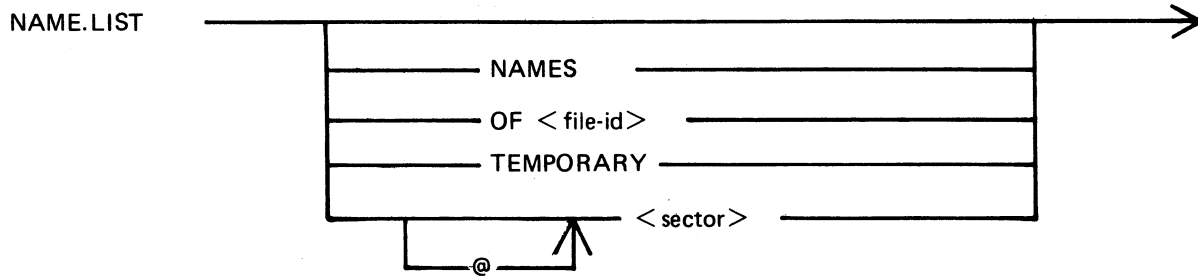 NAME.LIST
NAMES
OF <file-id>
TEMPORARY
<sector>
@